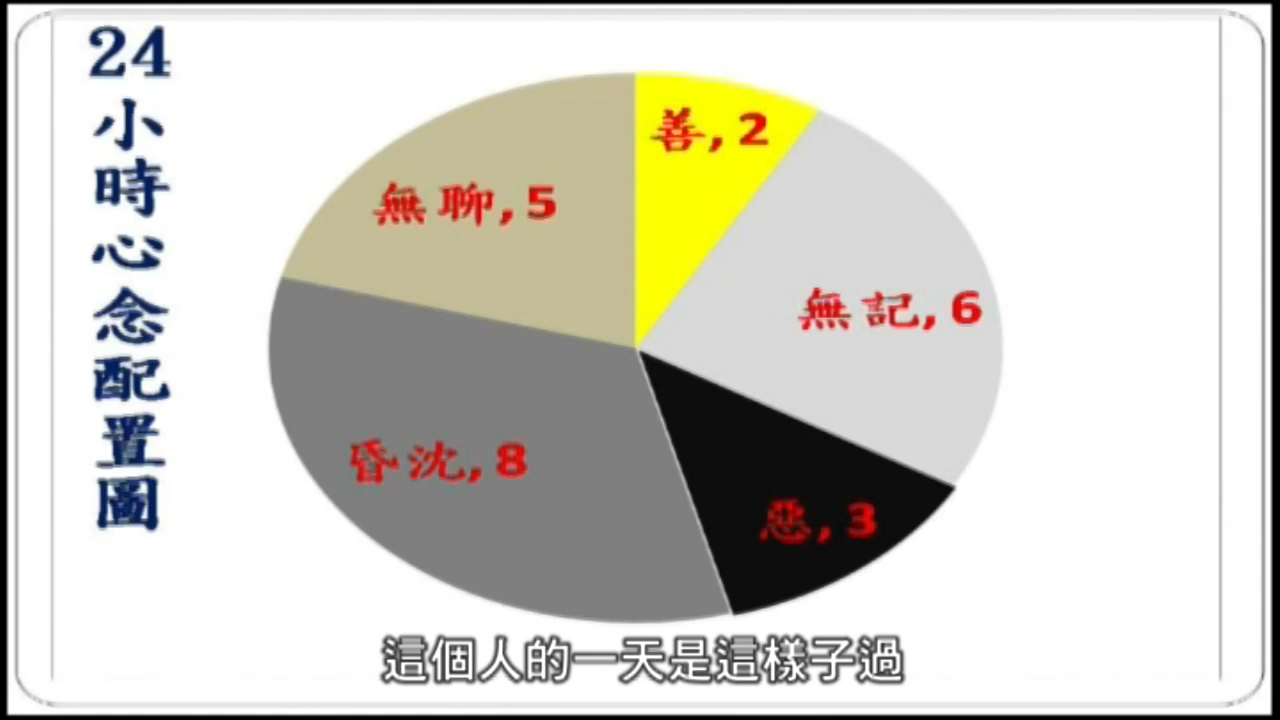 24小時心念配置圖
善, 2
無記, 6
惡, 3
昏沈, 8
無聊, 5
這個人的一天是這樣子過